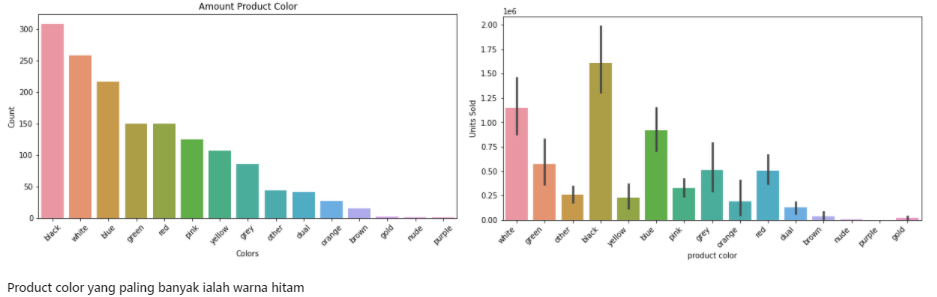 Amount Product Color
Count
300
250
200
150
100
50
0
black
white
blue
green
red
pink
yellow
grey
other
dual
orange
brown
gold
nude
purple
Colors
1e6
Units Sold
2.00
1.75
1.50
1.25
1.00
0.75
0.50
0.25
0.00
white
green
other
black
yellow
blue
pink
grey
orange
red
dual
brown
nude
purple
gold
product color
Product color yang paling banyak ialah warna hitam